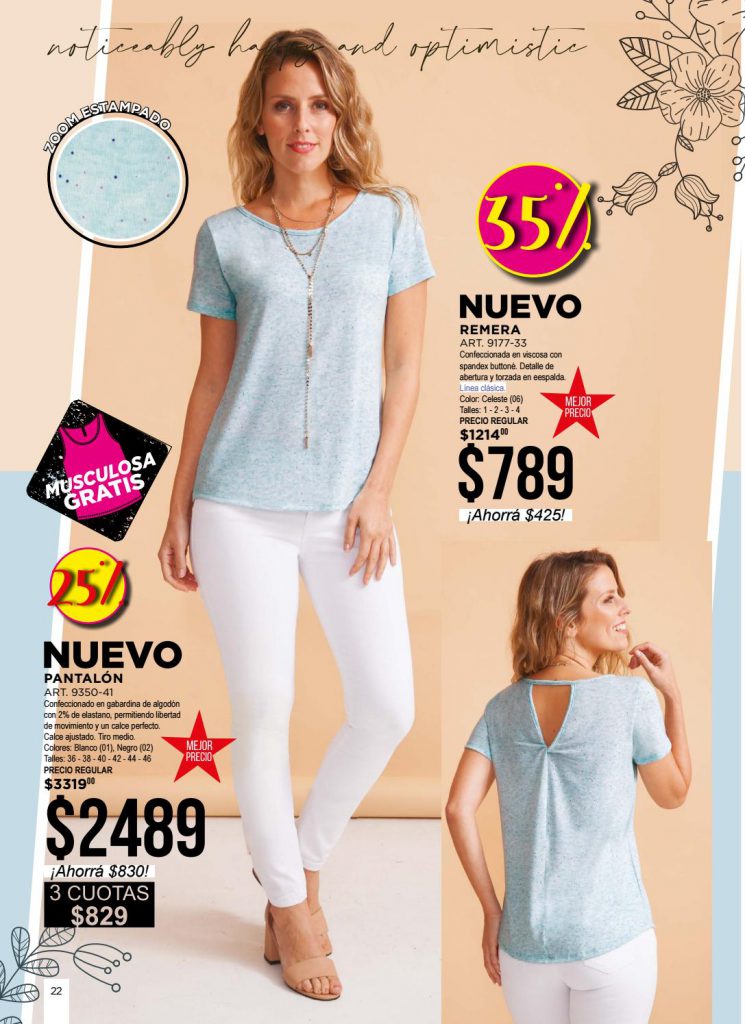 noticeably happy and optimistic
ZOOM ESTAMPADO
35%
NUEVO
REMERA
ART. 9177-33
Confeccionada en viscosa con
spandex buttoné. Detalle de
abertura y torzada en eespalda.
Línea clásica.
Color: Celeste (06)
Talles: 1 - 2 - 3 - 4
PRECIO REGULAR
$1214⁰⁰
MEJOR
PRECIO
$789
¡Ahorrá $425!
MUSCULOSA
GRATIS
25%
NUEVO
PANTALÓN
ART. 9350-41
Confeccionado en gabardina de algodón
con 2% de elastano, permitiendo libertad
de movimiento y un calce perfecto.
Calce ajustado. Tiro medio.
Colores: Blanco (01), Negro (02)
Talles: 36 - 38 - 40 - 42 - 44 - 46
PRECIO REGULAR
$3319⁰⁰
MEJOR
PRECIO
$2489
¡Ahorrá $830!
3 CUOTAS
$829
22